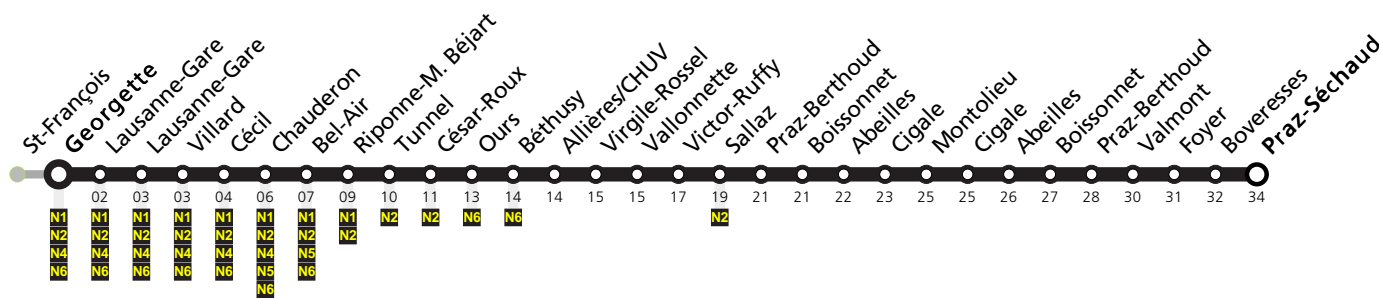 St-François
Georgette
Lausanne-Gare
Lausanne-Gare
Villard
Cécil
Chauderon
Bel-Air
Riponne-M. Béjart
Tunnel
César-Roux
Ours
Béthusy
Allières/CHUV
Virgile-Rossel
Vallonnette
Victor-Ruffy
Sallaz
Praz-Berthoud
Boissonnet
Abeilles
Cigale
Montolieu
Cigale
Abeilles
Boissonnet
Praz-Berthoud
Valmont
Foyer
Boveresses
Praz-Séchaud
02 03 03 04 06 07 09 10 11 13 14 14 15 15 17 19 21 21 22 23 25 25 26 27 28 30 31 32 34
N1 N1 N1 N1 N1 N1 N1 N1 N2 N2 N6 N6 N2
N2 N2 N2 N2 N2 N2 N2 N2
N4 N4 N4 N4 N4 N4 N5
N6 N6 N6 N6 N6 N5 N6
N6